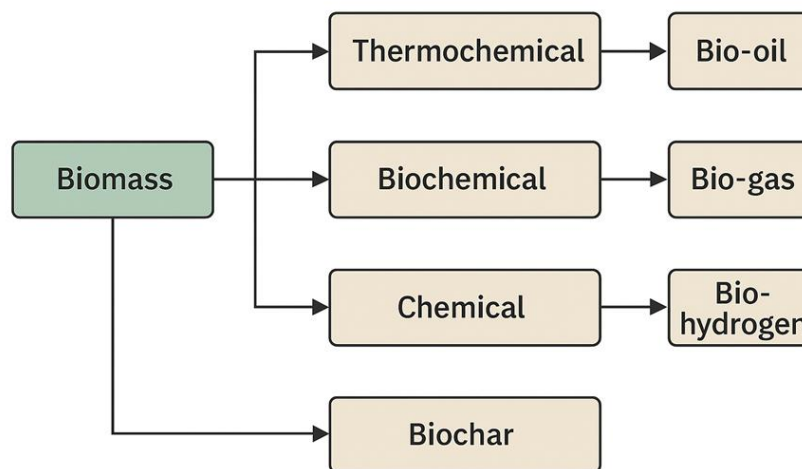 Thermochemical
Bio-oil
Biomass
Biochemical
Bio-gas
Chemical
Bio-
hydrogen
Biochar